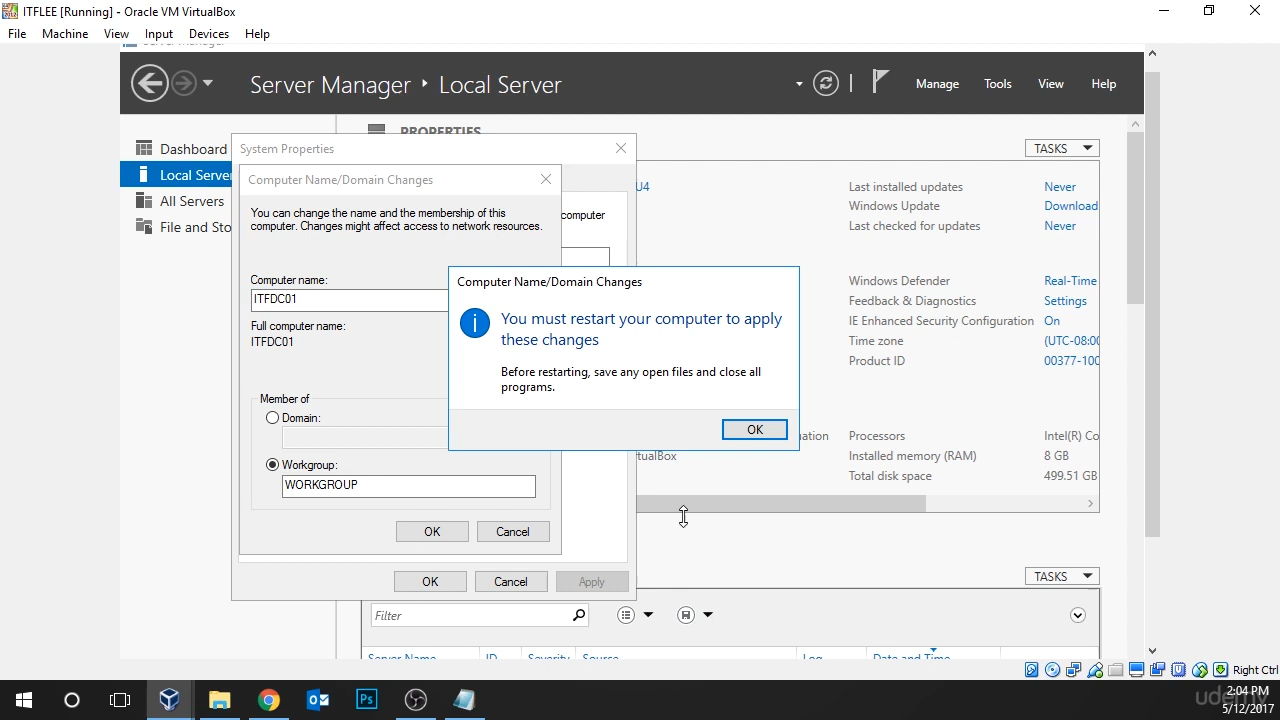 ITFLEE [Running] - Oracle VM VirtualBox
File Machine View Input Devices Help
Server Manager
Server Manager ‣ Local Server
Manage Tools View Help
Dashboard
Local Server
All Servers
File and Sto
PROPERTIES
TASKS
System Properties
Computer Name/Domain Changes
You can change the name and the membership of this
computer. Changes might affect access to network resources.
Computer name:
ITFDC01
Full computer name:
ITFDC01
Member of
Domain:
Workgroup:
WORKGROUP
OK Cancel
OK Cancel Apply
computer
Computer Name/Domain Changes
You must restart your computer to apply
these changes
Before restarting, save any open files and close all
programs.
OK
U4
Last installed updates Never
Windows Update Download
Last checked for updates Never
Windows Defender Real-Time
Feedback & Diagnostics Settings
IE Enhanced Security Configuration On
Time zone (UTC-08:00
Product ID 00377-100
ation
Processors Intel(R) Co
rtualBox
Installed memory (RAM) 8 GB
Total disk space 499.51 GB
TASKS
Filter
Server Name ID Severity Source Log Date and Time
Right Ctrl
2:04 PM
5/12/2017
udemy